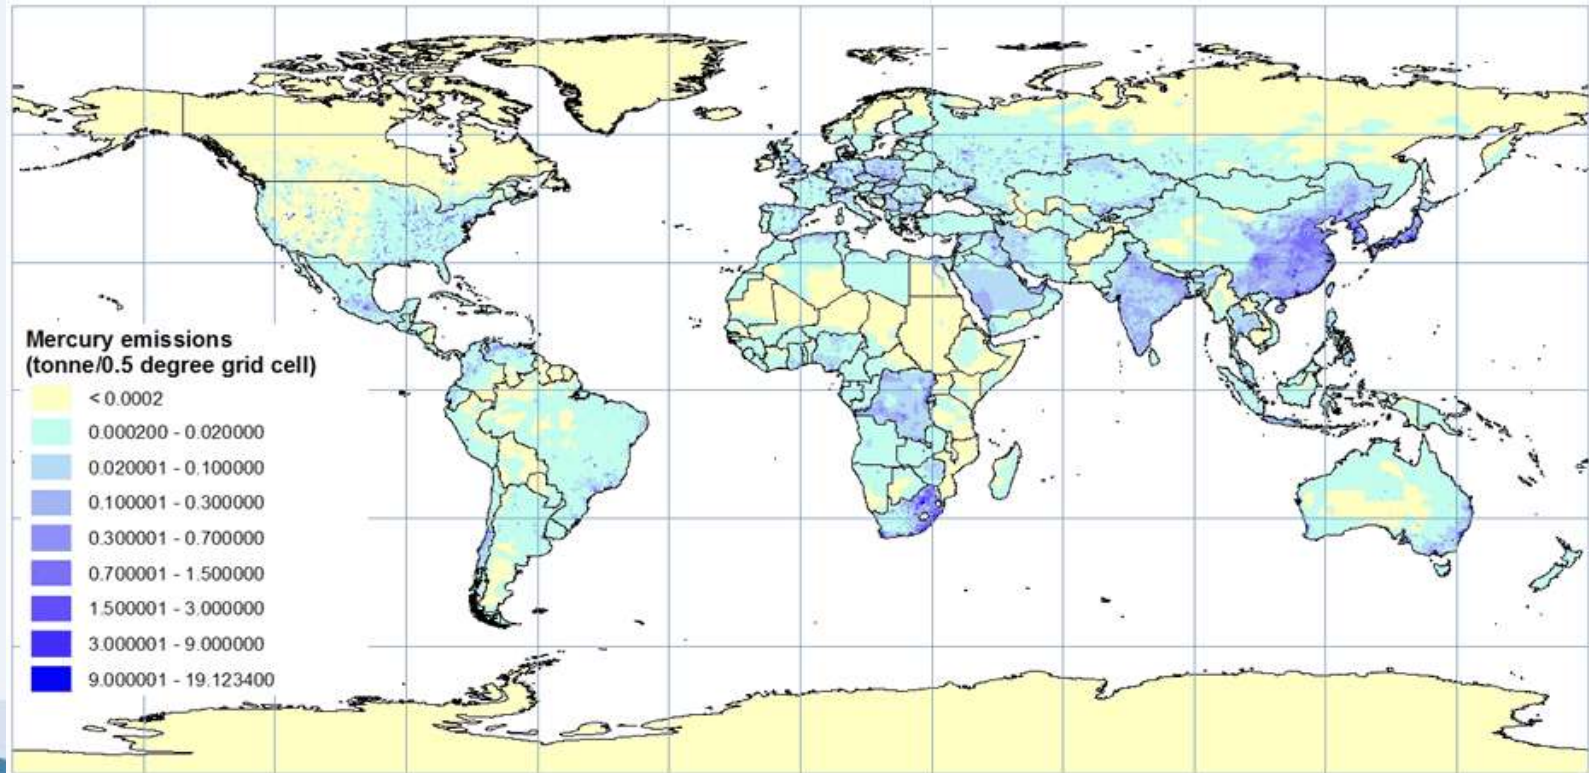 Mercury emissions
(tonne/0.5 degree grid cell)
< 0.0002
0.000200 - 0.020000
0.020001 - 0.100000
0.100001 - 0.300000
0.300001 - 0.700000
0.700001 - 1.500000
1.500001 - 3.000000
3.000001 - 9.000000
9.000001 - 19.123400